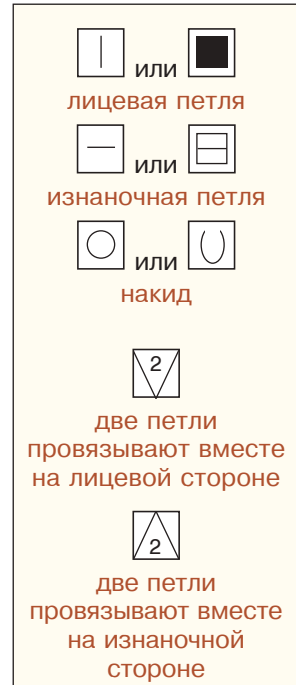 или
лицевая петля
или
изнаночная петля
или
накид
2
две петли
провязывают вместе
на лицевой стороне
2
две петли
провязывают вместе
на изнаночной
стороне